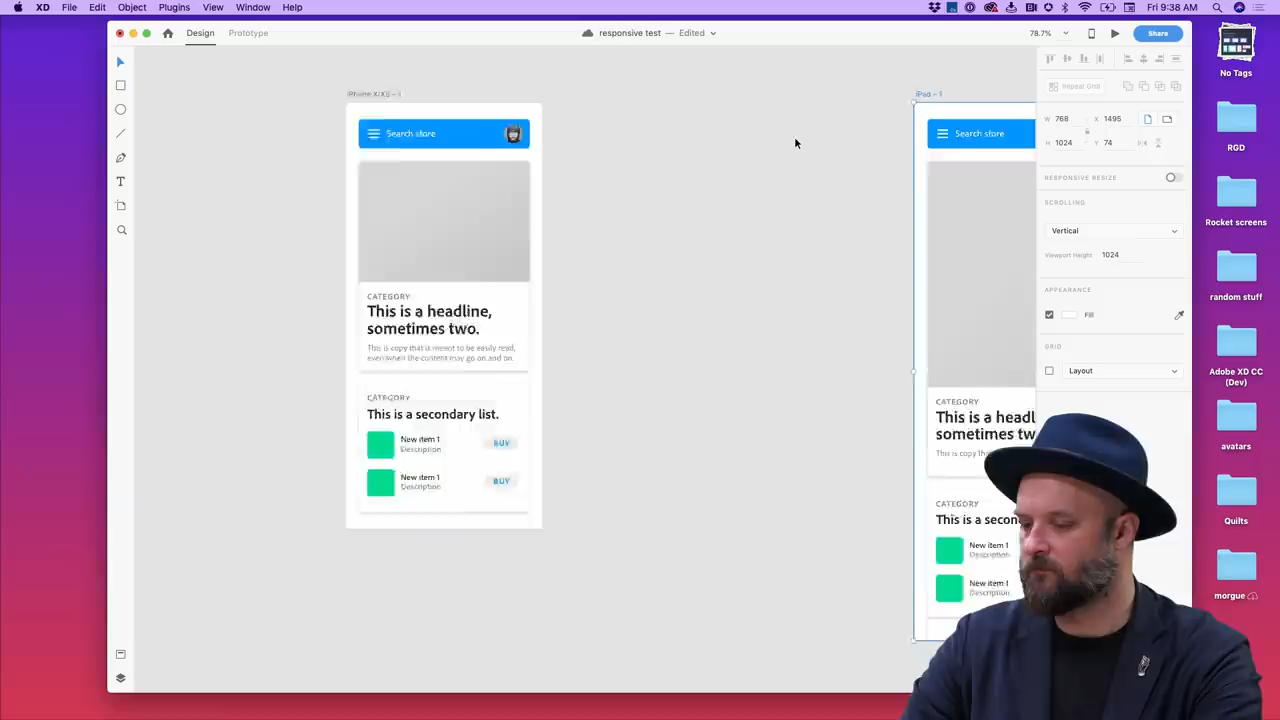 XD File Edit Object Plugins View Window Help
Fri 9:38 AM
Design Prototype
responsive test – Edited
78.7%
Share
No Tags
RGD
Rocket screens
random stuff
Adobe XD CC
(Dev)
avatars
Quilts
morgue
iPhone X/XS – 1
Search store
CATEGORY
This is a headline,
sometimes two.
This is copy that is meant to be easily read,
even when the content may go on and on.
CATEGORY
This is a secondary list.
New item 1
Description
BUY
New item 1
Description
BUY
iPad – 1
Search store
CATEGORY
This is a headl
sometimes tw
This is copy tha
CATEGORY
This is a secon
New item 1
Description
New item 1
Description
Repeat Grid
W 768 X 1495
H 1024 Y 74
RESPONSIVE RESIZE
SCROLLING
Vertical
Viewport Height 1024
APPEARANCE
Fill
GRID
Layout